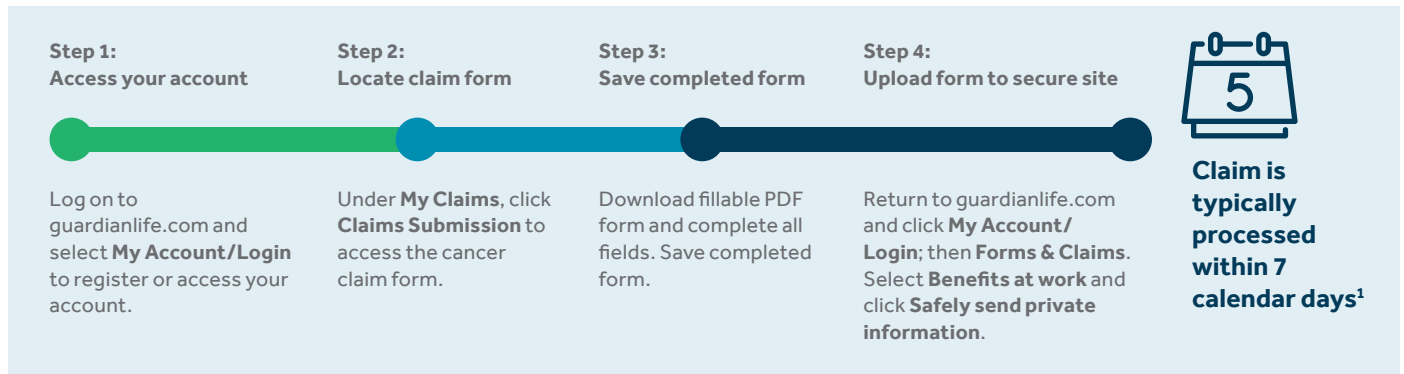 Step 1:
Access your account
Log on to
guardianlife.com and
select My Account/Login
to register or access your
account.
Step 2:
Locate claim form
Under My Claims, click
Claims Submission to
access the cancer
claim form.
Step 3:
Save completed form
Download fillable PDF
form and complete all
fields. Save completed
form.
Step 4:
Upload form to secure site
Return to guardianlife.com
and click My Account/
Login; then Forms & Claims.
Select Benefits at work and
click Safely send private
information.
5
Claim is
typically
processed
within 7
calendar days¹